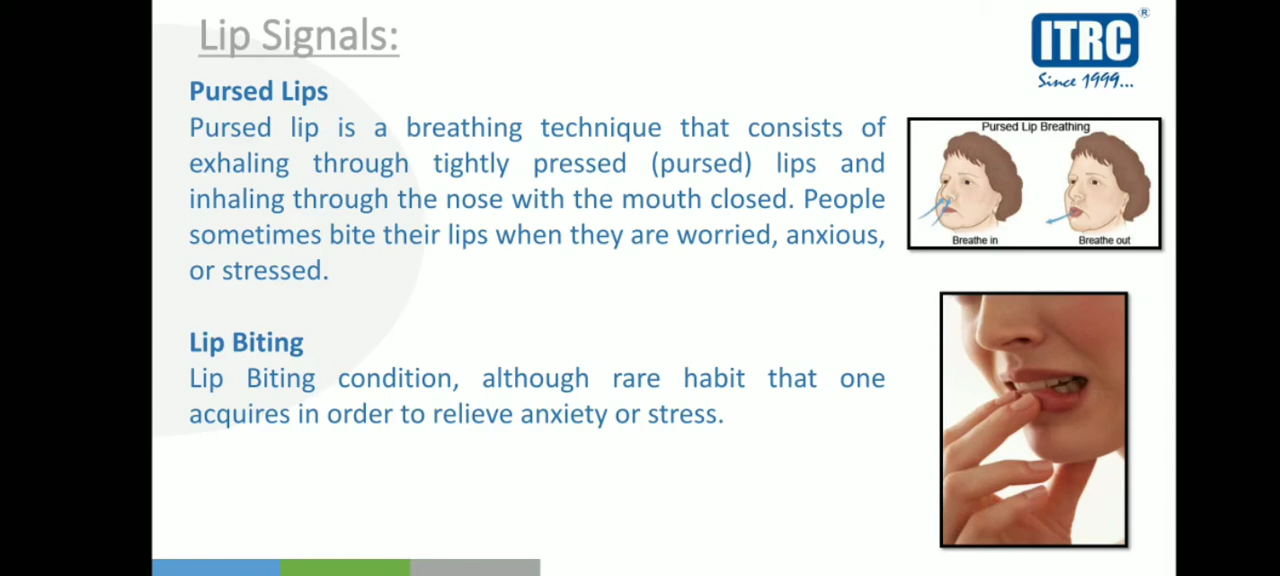 Lip Signals:
ITRC
®
Since 1999...
Pursed Lips
Pursed lip is a breathing technique that consists of
exhaling through tightly pressed (pursed) lips and
inhaling through the nose with the mouth closed. People
sometimes bite their lips when they are worried, anxious,
or stressed.
Pursed Lip Breathing
Breathe in
Breathe out
Lip Biting
Lip Biting condition, although rare habit that one
acquires in order to relieve anxiety or stress.